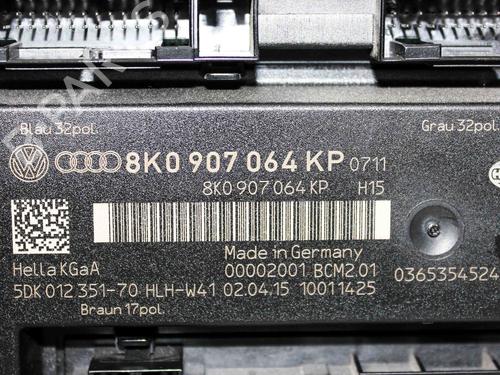 Blau 32pol.
Grau 32pol.
8K0 907 064 KP 0711
8K0 907 064 KP H15
Made in Germany
Hella KGaA
00002001 BCM2.01
0365354524
5DK 012 351-70 HLH-W41 02.04.15 10011425
Braun 17pol.